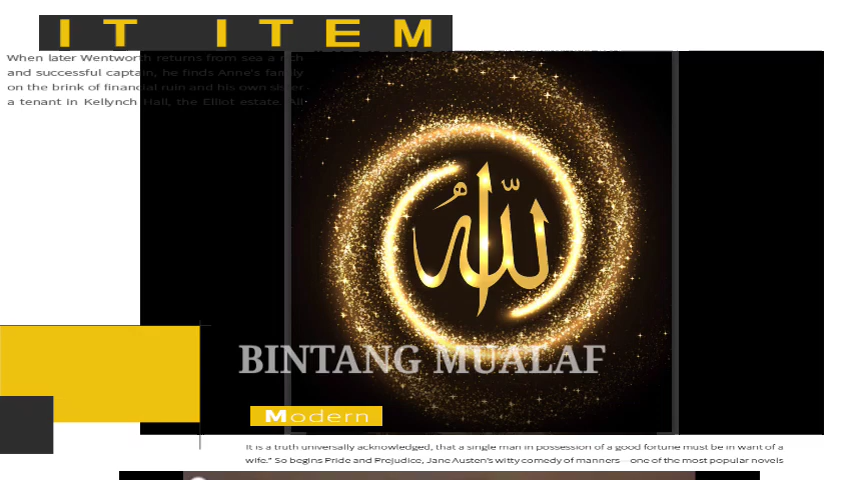 IT ITEM
When later Wentworth returns from sea a rich
and successful captain, he finds Anne's family
on the brink of financial ruin and his own sister
a tenant in Kellynch Hall, the Elliot estate. All
الله
BINTANG MUALAF
Modern
It is a truth universally acknowledged, that a single man in possession of a good fortune must be in want of a
wife." So begins Pride and Prejudice, Jane Austen's witty comedy of manners - one of the most popular novels